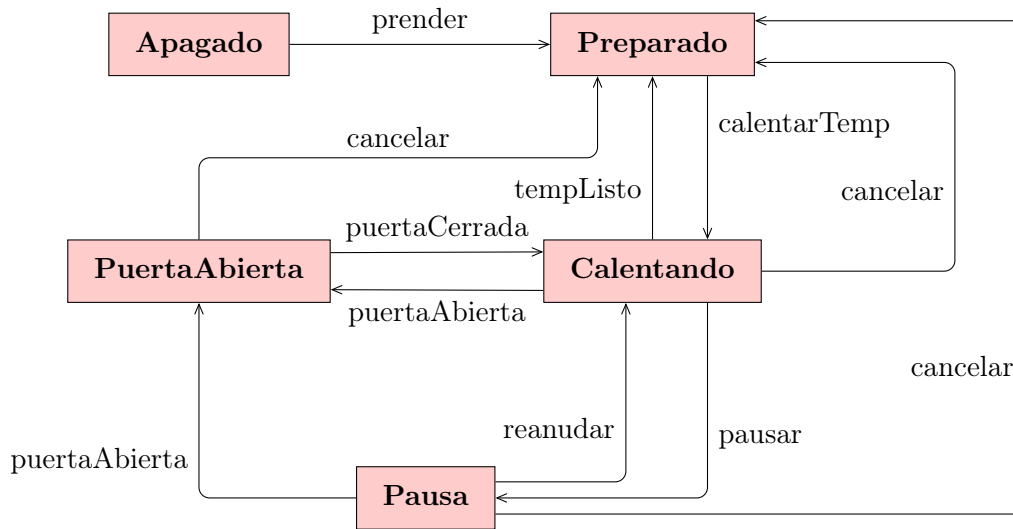 prender
Apagado
Preparado
calentarTemp
cancelar
tempListo
cancelar
puertaCerrada
PuertaAbierta
Calentando
puertaAbierta
cancelar
reanudar
pausar
puertaAbierta
Pausa